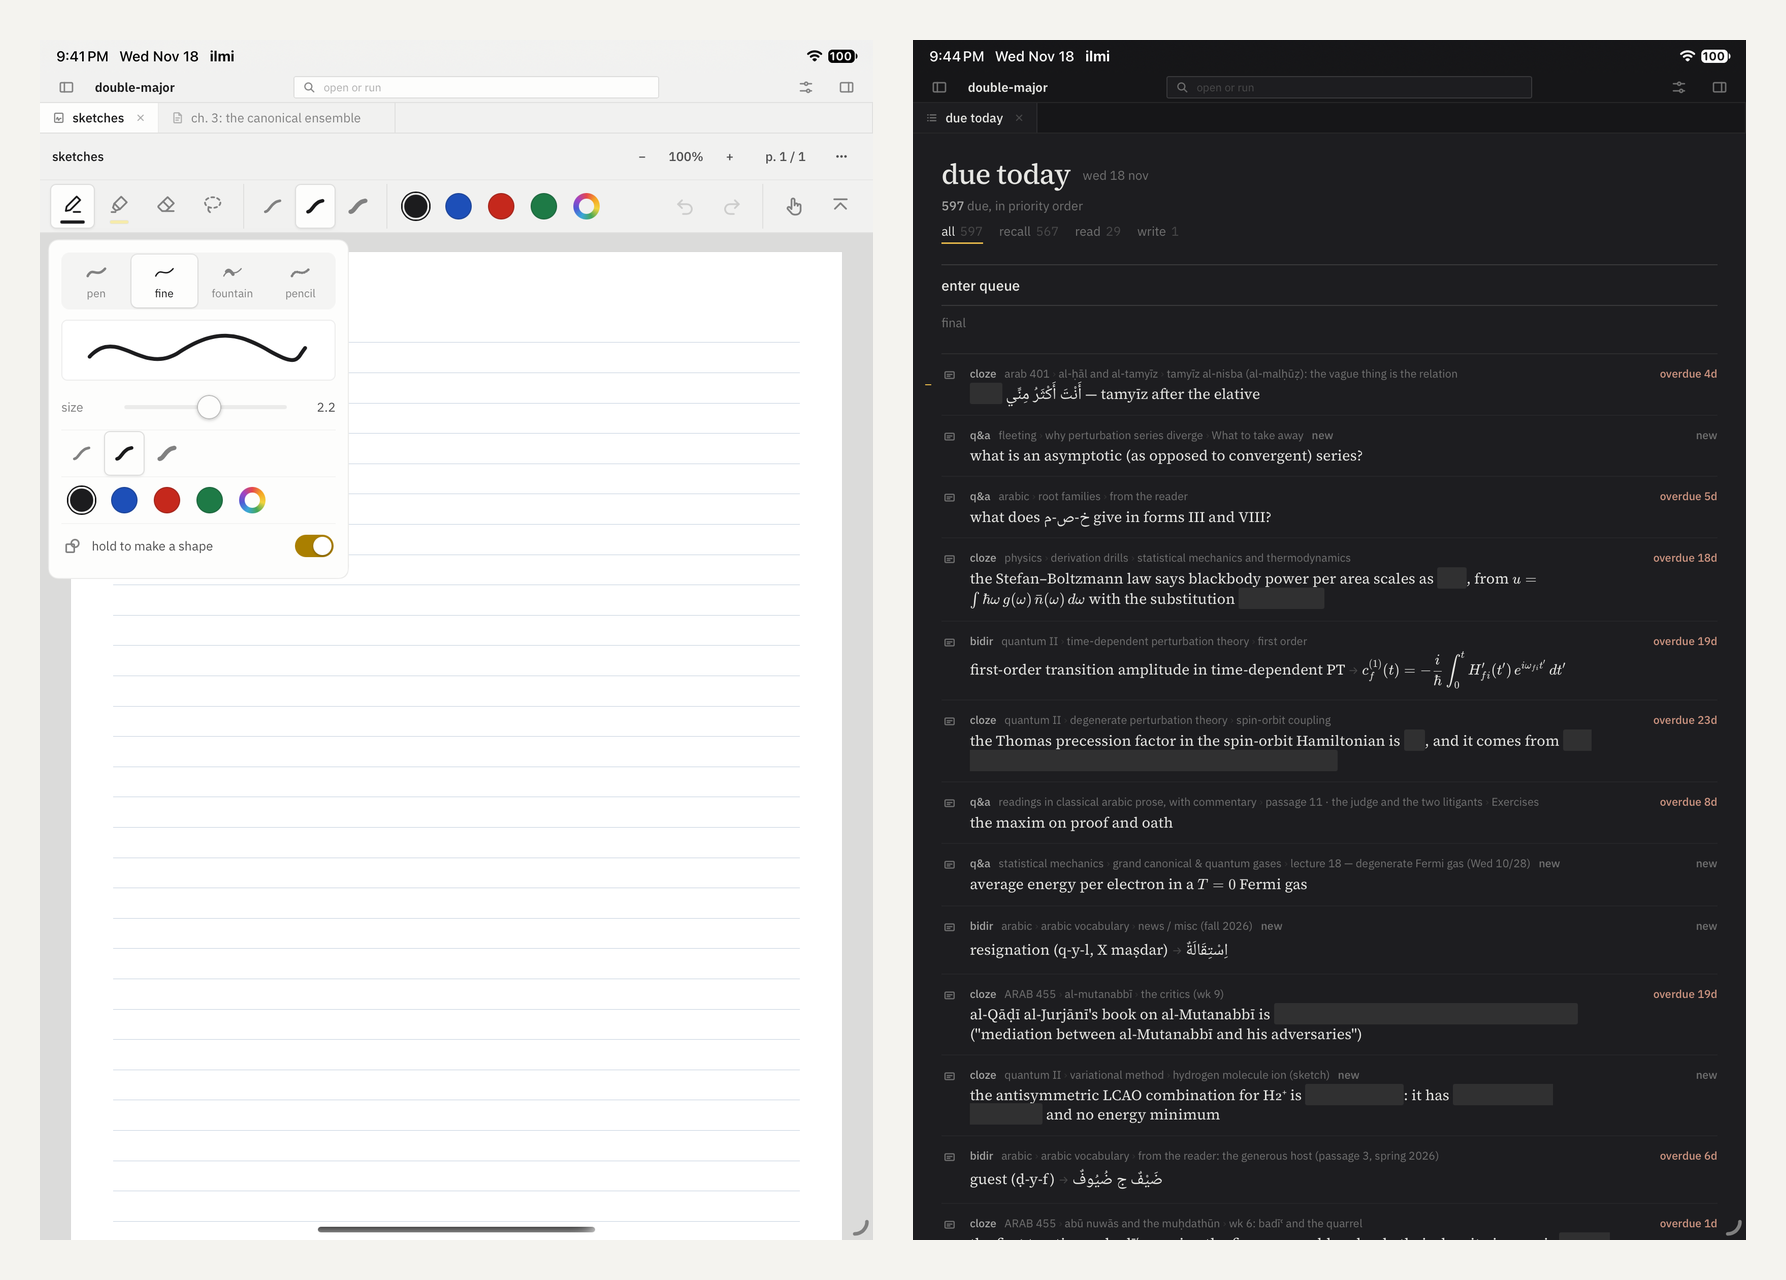 9:41 PM Wed Nov 18 ilmi 100
double-major open or run
sketches ch. 3: the canonical ensemble
sketches 100% p. 1 / 1
pen fine fountain pencil
size 2.2
hold to make a shape
9:44 PM Wed Nov 18 ilmi 100
double-major open or run
due today
due today wed 18 nov
597 due, in priority order
all 597 recall 567 read 29 write 1
enter queue
final
cloze arab 401 · al-ḥāl and al-tamyīz · tamyīz al-nisba (al-malḥūẓ): the vague thing is the relation overdue 4d
أَنْتَ أَكْثَرُ مِنِّي — tamyīz after the elative
q&a fleeting · why perturbation series diverge · What to take away new new
what is an asymptotic (as opposed to convergent) series?
q&a arabic · root families · from the reader overdue 5d
what does خ-ص-م give in forms III and VIII?
cloze physics · derivation drills · statistical mechanics and thermodynamics overdue 18d
the Stefan–Boltzmann law says blackbody power per area scales as , from u =
∫ ħω g(ω) n̄(ω) dω with the substitution
bidir quantum II · time-dependent perturbation theory · first order overdue 19d
first-order transition amplitude in time-dependent PT → c_f^{(1)}(t) = −\frac{i}{ħ} ∫_0^t H′_{fi}(t′) e^{iω_{fi}t′} dt′
cloze quantum II · degenerate perturbation theory · spin-orbit coupling overdue 23d
the Thomas precession factor in the spin-orbit Hamiltonian is , and it comes from
q&a readings in classical arabic prose, with commentary · passage 11 · the judge and the two litigants · Exercises overdue 8d
the maxim on proof and oath
q&a statistical mechanics · grand canonical & quantum gases · lecture 18 — degenerate Fermi gas (Wed 10/28) new new
average energy per electron in a T = 0 Fermi gas
bidir arabic · arabic vocabulary · news / misc (fall 2026) new new
resignation (q-y-l, X maṣdar) → اِسْتِقَالَةٌ
cloze ARAB 455 · al-mutanabbī · the critics (wk 9) overdue 19d
al-Qāḍī al-Jurjānī's book on al-Mutanabbī is
("mediation between al-Mutanabbī and his adversaries")
cloze quantum II · variational method · hydrogen molecule ion (sketch) new new
the antisymmetric LCAO combination for H₂⁺ is : it has
and no energy minimum
bidir arabic · arabic vocabulary · from the reader: the generous host (passage 3, spring 2026) overdue 6d
guest (ḍ-y-f) → ضَيْفٌ ج ضُيُوفٌ
cloze ARAB 455 · abū nuwās and the muḥdathūn · wk 6: badīʿ and the quarrel overdue 1d